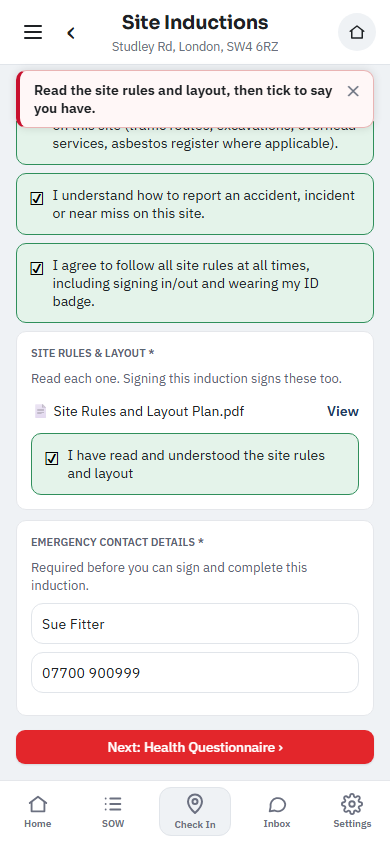 Site Inductions
Studley Rd, London, SW4 6RZ
Read the site rules and layout, then tick to say
you have.
on this site (traffic routes, excavations, overhead
services, asbestos register where applicable).
I understand how to report an accident, incident
or near miss on this site.
I agree to follow all site rules at all times,
including signing in/out and wearing my ID
badge.
SITE RULES & LAYOUT *
Read each one. Signing this induction signs these too.
Site Rules and Layout Plan.pdf
View
I have read and understood the site rules
and layout
EMERGENCY CONTACT DETAILS *
Required before you can sign and complete this
induction.
Sue Fitter
07700 900999
Next: Health Questionnaire ›
Home
SOW
Check In
Inbox
Settings